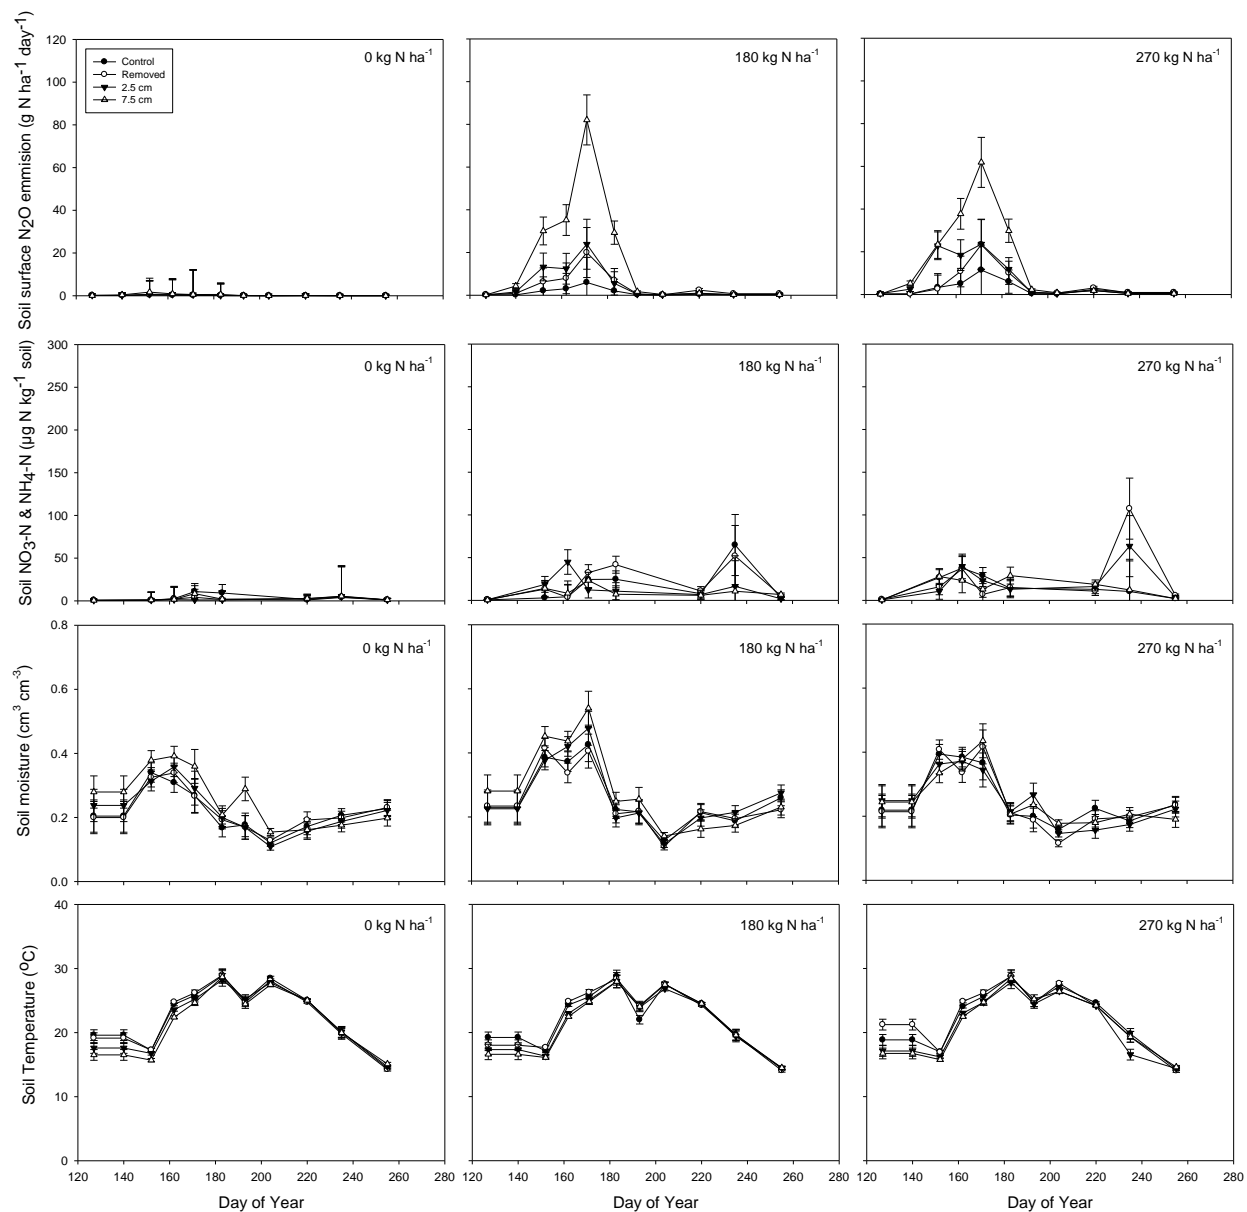 Soil surface N2O emmision (g N ha-1 day-1)
120
100
80
60
40
20
0
Control
Removed
2.5 cm
7.5 cm
0 kg N ha-1
180 kg N ha-1
270 kg N ha-1
Soil NO3-N & NH4-N (µg N kg-1 soil)
300
250
200
150
100
50
0
0 kg N ha-1
180 kg N ha-1
270 kg N ha-1
Soil moisture (cm3 cm-3)
0.8
0.6
0.4
0.2
0.0
0 kg N ha-1
180 kg N ha-1
270 kg N ha-1
Soil Temperature (oC)
40
30
20
10
0
0 kg N ha-1
180 kg N ha-1
270 kg N ha-1
120 140 160 180 200 220 240 260 280
120 140 160 180 200 220 240 260 280
120 140 160 180 200 220 240 260 280
Day of Year
Day of Year
Day of Year